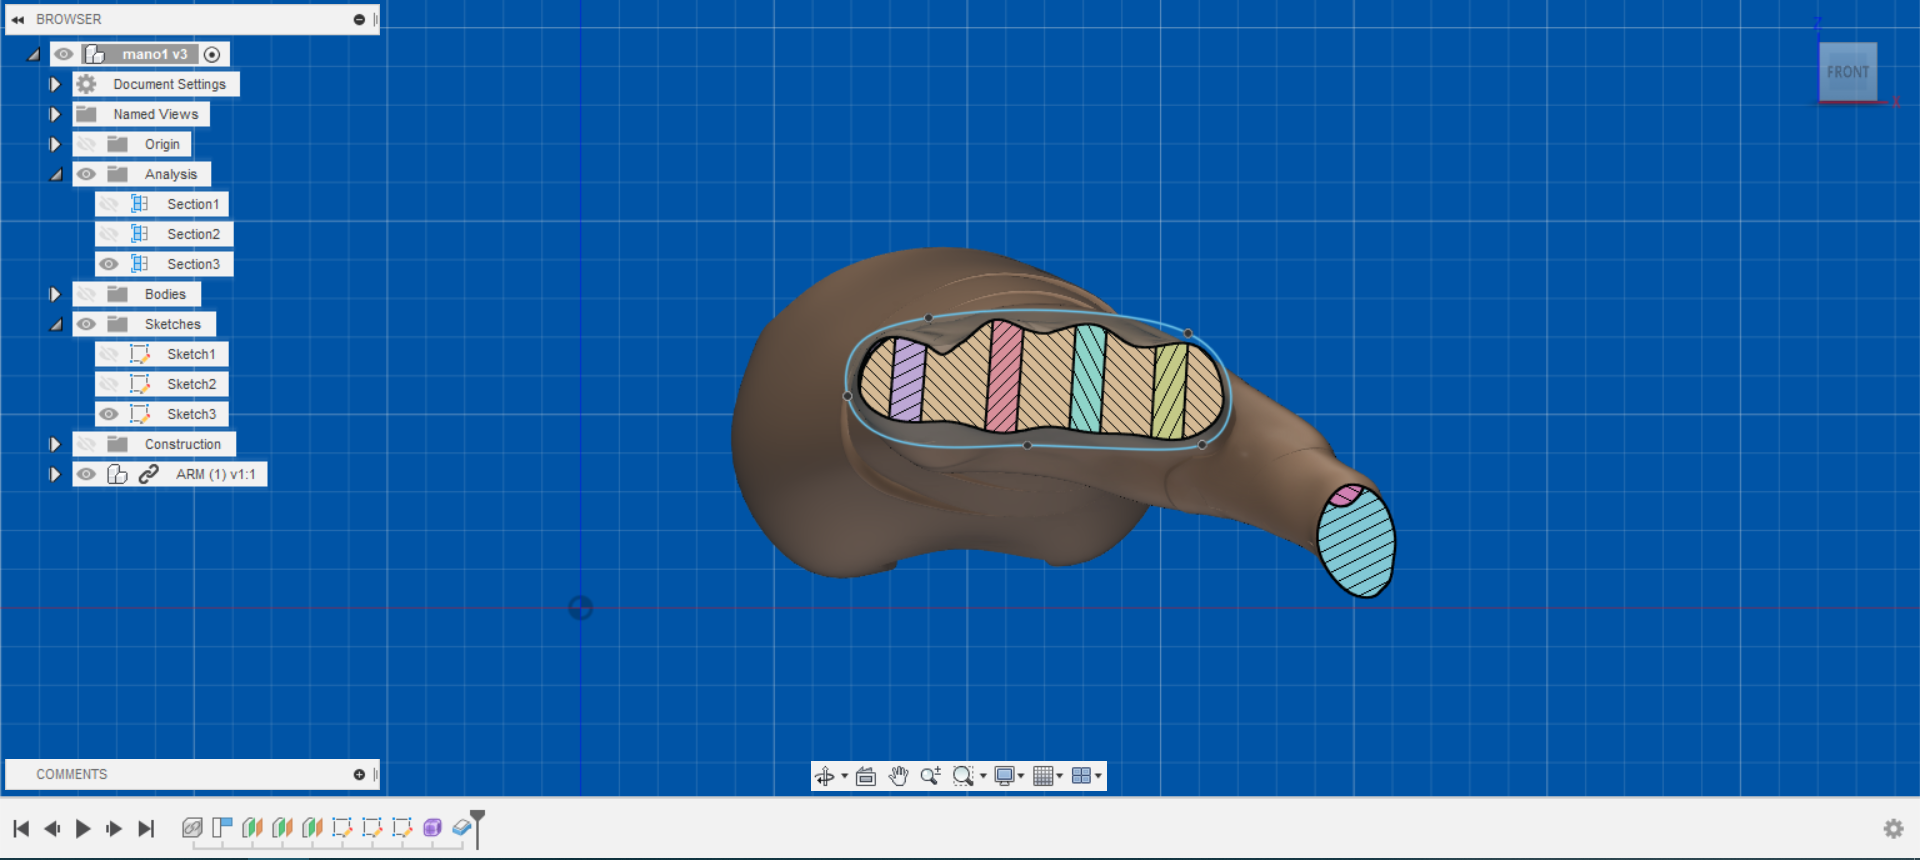 BROWSER
mano1 v3
Document Settings
Named Views
Origin
Analysis
Section1
Section2
Section3
Bodies
Sketches
Sketch1
Sketch2
Sketch3
Construction
ARM (1) v1:1
Z
FRONT
X
COMMENTS